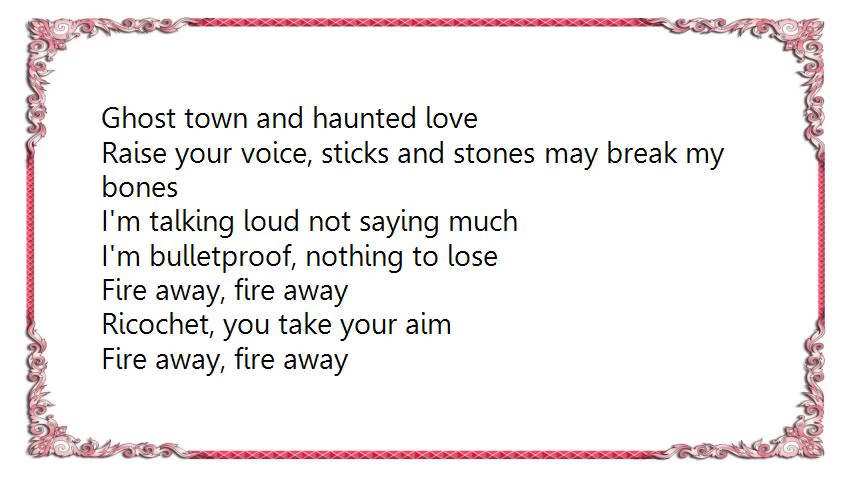 Ghost town and haunted love
Raise your voice, sticks and stones may break my
bones
I'm talking loud not saying much
I'm bulletproof, nothing to lose
Fire away, fire away
Ricochet, you take your aim
Fire away, fire away